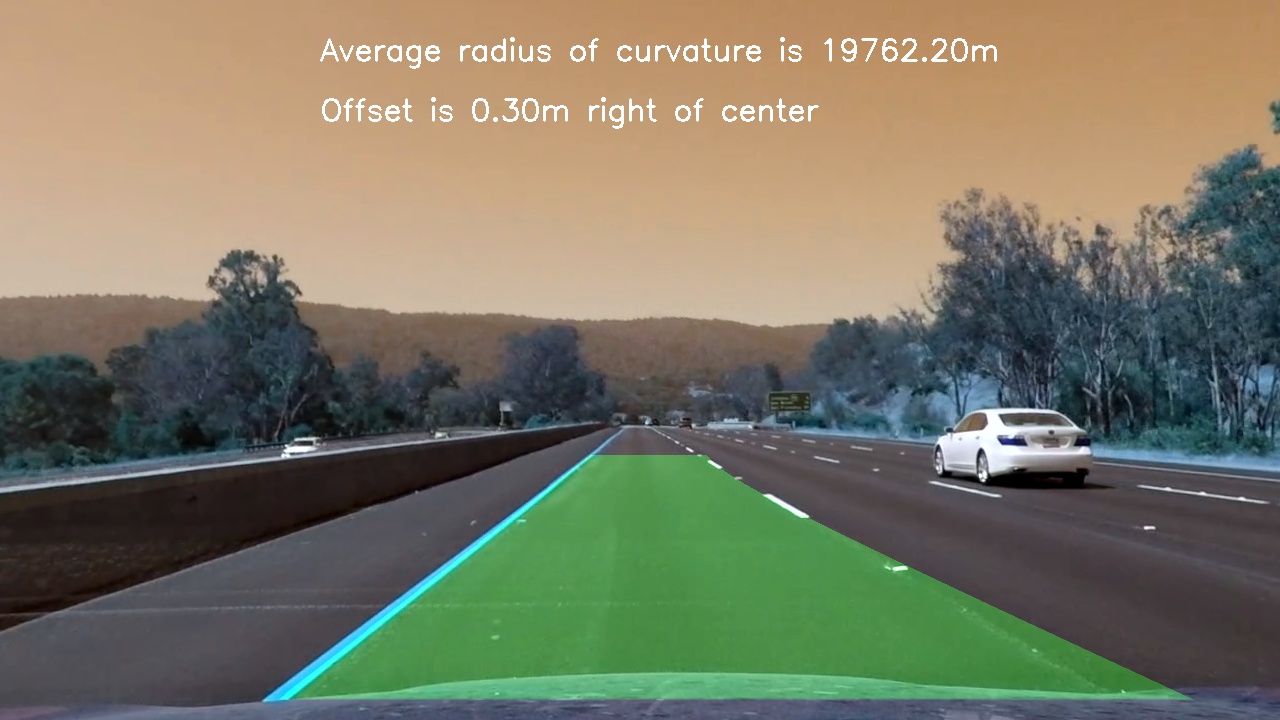 Average radius of curvature is 19762.20m
Offset is 0.30m right of center